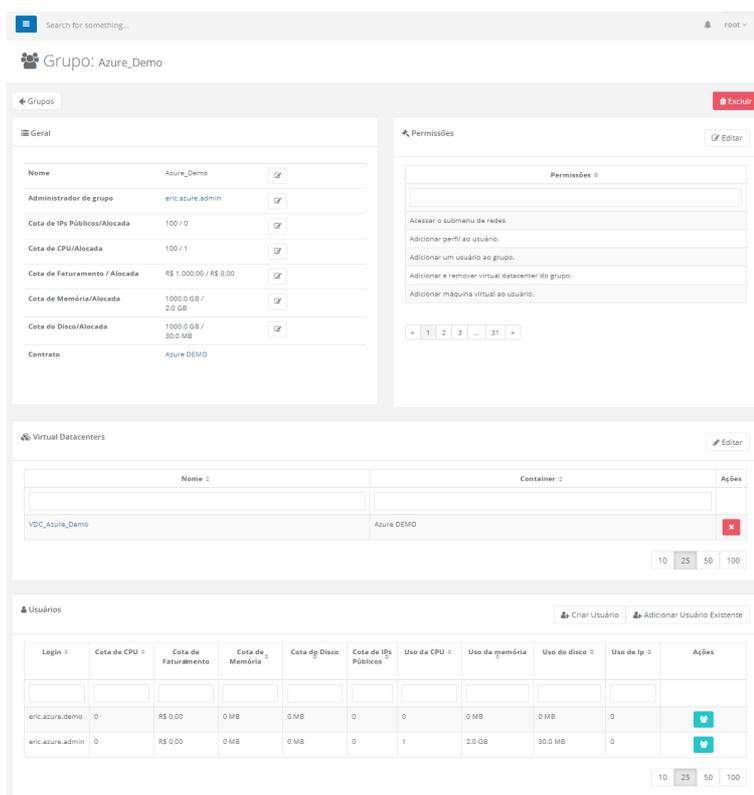 Search for something...
root
Grupo: Azure_Demo
Grupos
Excluir
Geral
Nome Azure_Demo
Administrador de grupo eric.azure.admin
Cota de IPs Públicos/Alocada 100 / 0
Cota de CPU/Alocada 100 / 1
Cota de Faturamento / Alocada R$ 1.000,00 / R$ 0,00
Cota de Memória/Alocada 1000.0 GB /
2.0 GB
Cota do Disco/Alocada 1000.0 GB /
30.0 MB
Contrato Azure DEMO
Permissões
Editar
Permissões
Acessar o submenu de redes
Adicionar perfil ao usuário.
Adicionar um usuário ao grupo.
Adicionar e remover virtual datacenter do grupo.
Adicionar máquina virtual ao usuário.
« 1 2 3 ... 31 »
Virtual Datacenters
Editar
Nome Container Ações
VDC_Azure_Demo Azure DEMO
10 25 50 100
Usuários
Criar Usuário Adicionar Usuário Existente
Login Cota de CPU Cota de Faturamento Cota de Memória Cota do Disco Cota de IPs Públicos Uso da CPU Uso da memória Uso do disco Uso de Ip Ações
eric.azure.demo 0 R$ 0,00 0 MB 0 MB 0 0 0 MB 0 MB 0
eric.azure.admin 0 R$ 0,00 0 MB 0 MB 0 1 2.0 GB 30.0 MB 0
10 25 50 100